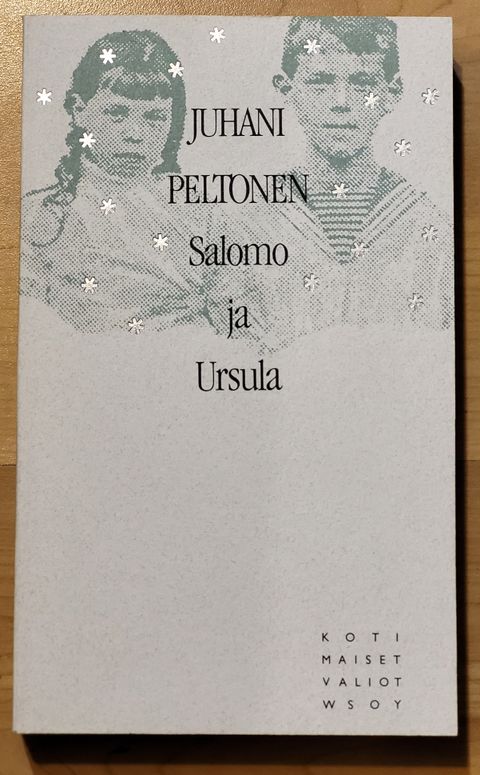 JUHANI
PELTONEN
Salomo
ja
Ursula
KOTI
MAISET
VALIOT
WSOY